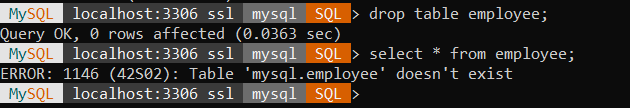 MySQL localhost:3306 ssl mysql SQL > drop table employee;
Query OK, 0 rows affected (0.0363 sec)
MySQL localhost:3306 ssl mysql SQL > select * from employee;
ERROR: 1146 (42S02): Table 'mysql.employee' doesn't exist
MySQL localhost:3306 ssl mysql SQL >